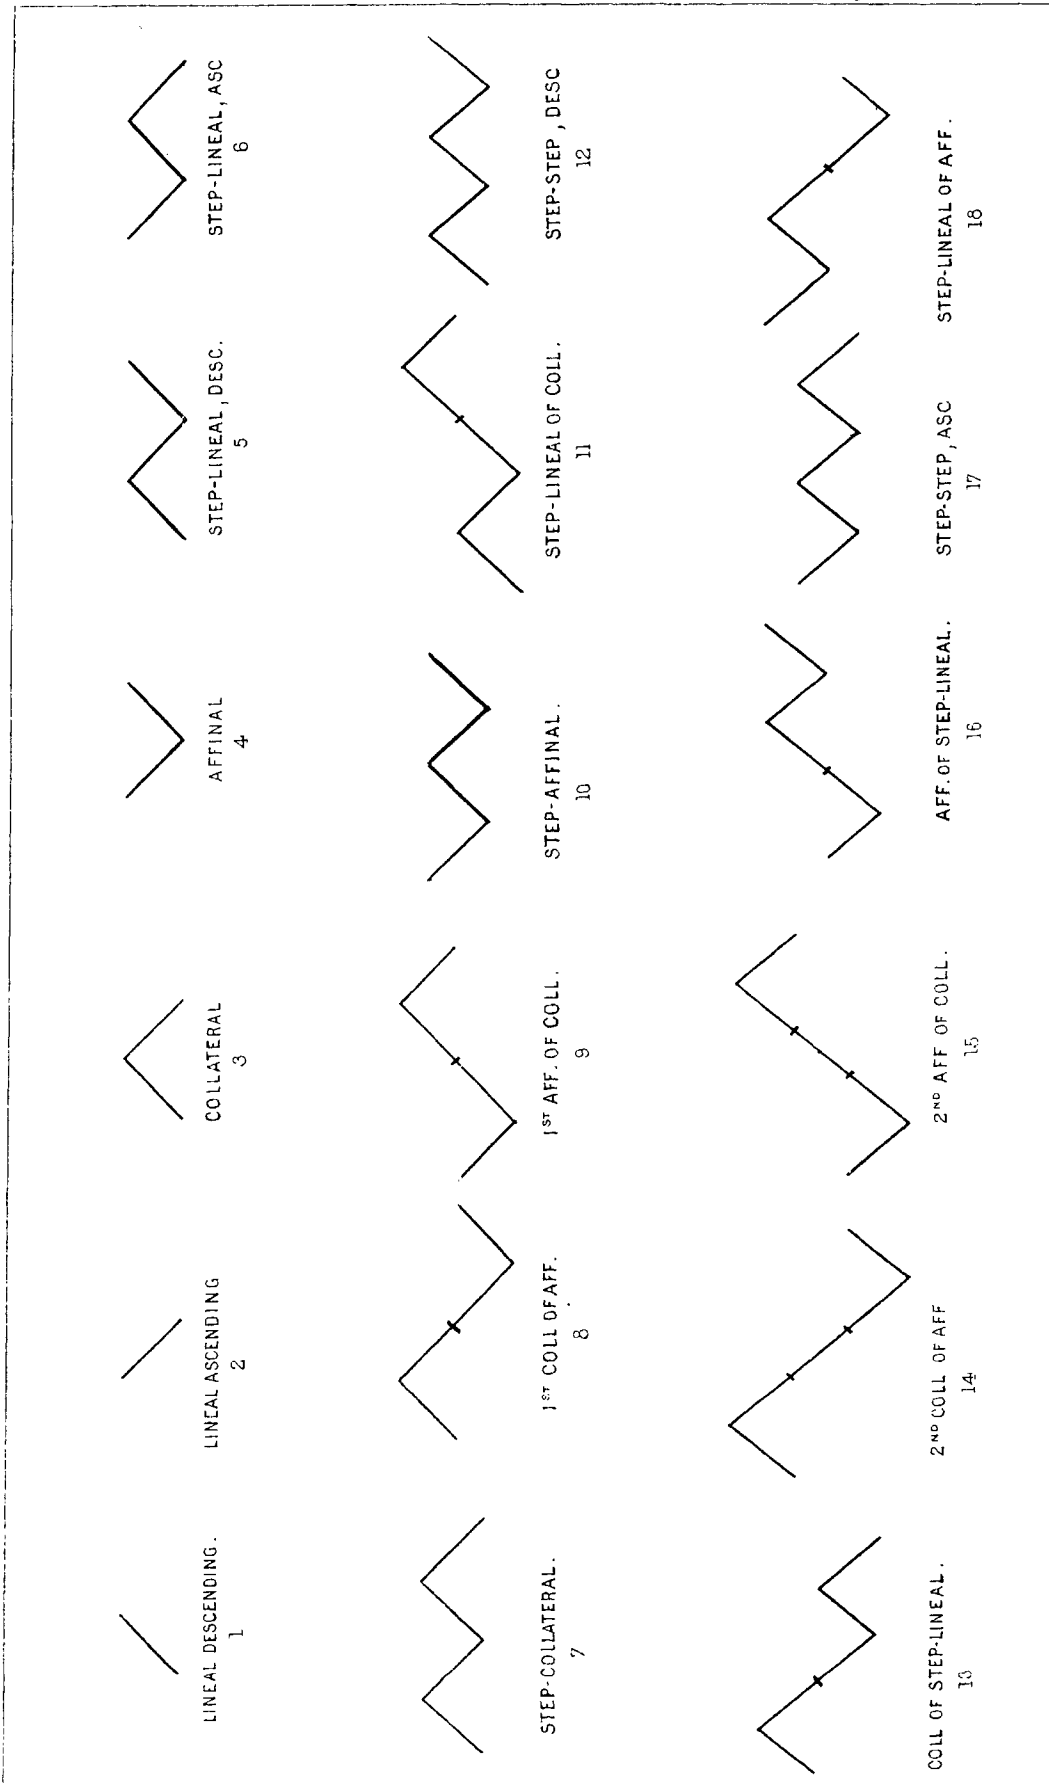 LINEAL DESCENDING.
1
LINEAL ASCENDING
2
COLLATERAL
3
AFFINAL
4
STEP-LINEAL, DESC.
5
STEP-LINEAL, ASC
6
STEP-COLLATERAL.
7
1ST COLL OF AFF.
8
1ST AFF. OF COLL.
9
STEP-AFFINAL.
10
STEP-LINEAL OF COLL.
11
STEP-STEP, DESC
12
COLL OF STEP-LINEAL.
13
2ND COLL OF AFF
14
2ND AFF OF COLL.
15
AFF. OF STEP-LINEAL.
16
STEP-STEP, ASC
17
STEP-LINEAL OF AFF.
18